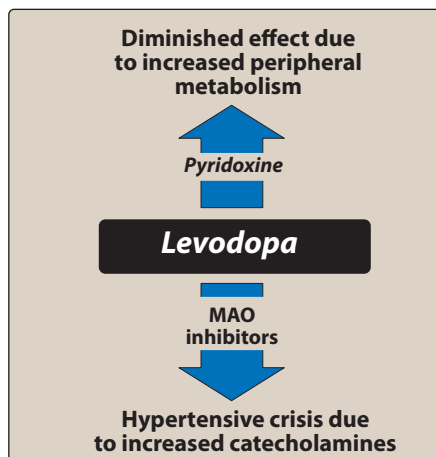 Diminished effect due
to increased peripheral
metabolism
Pyridoxine
Levodopa
MAO
inhibitors
Hypertensive crisis due
to increased catecholamines